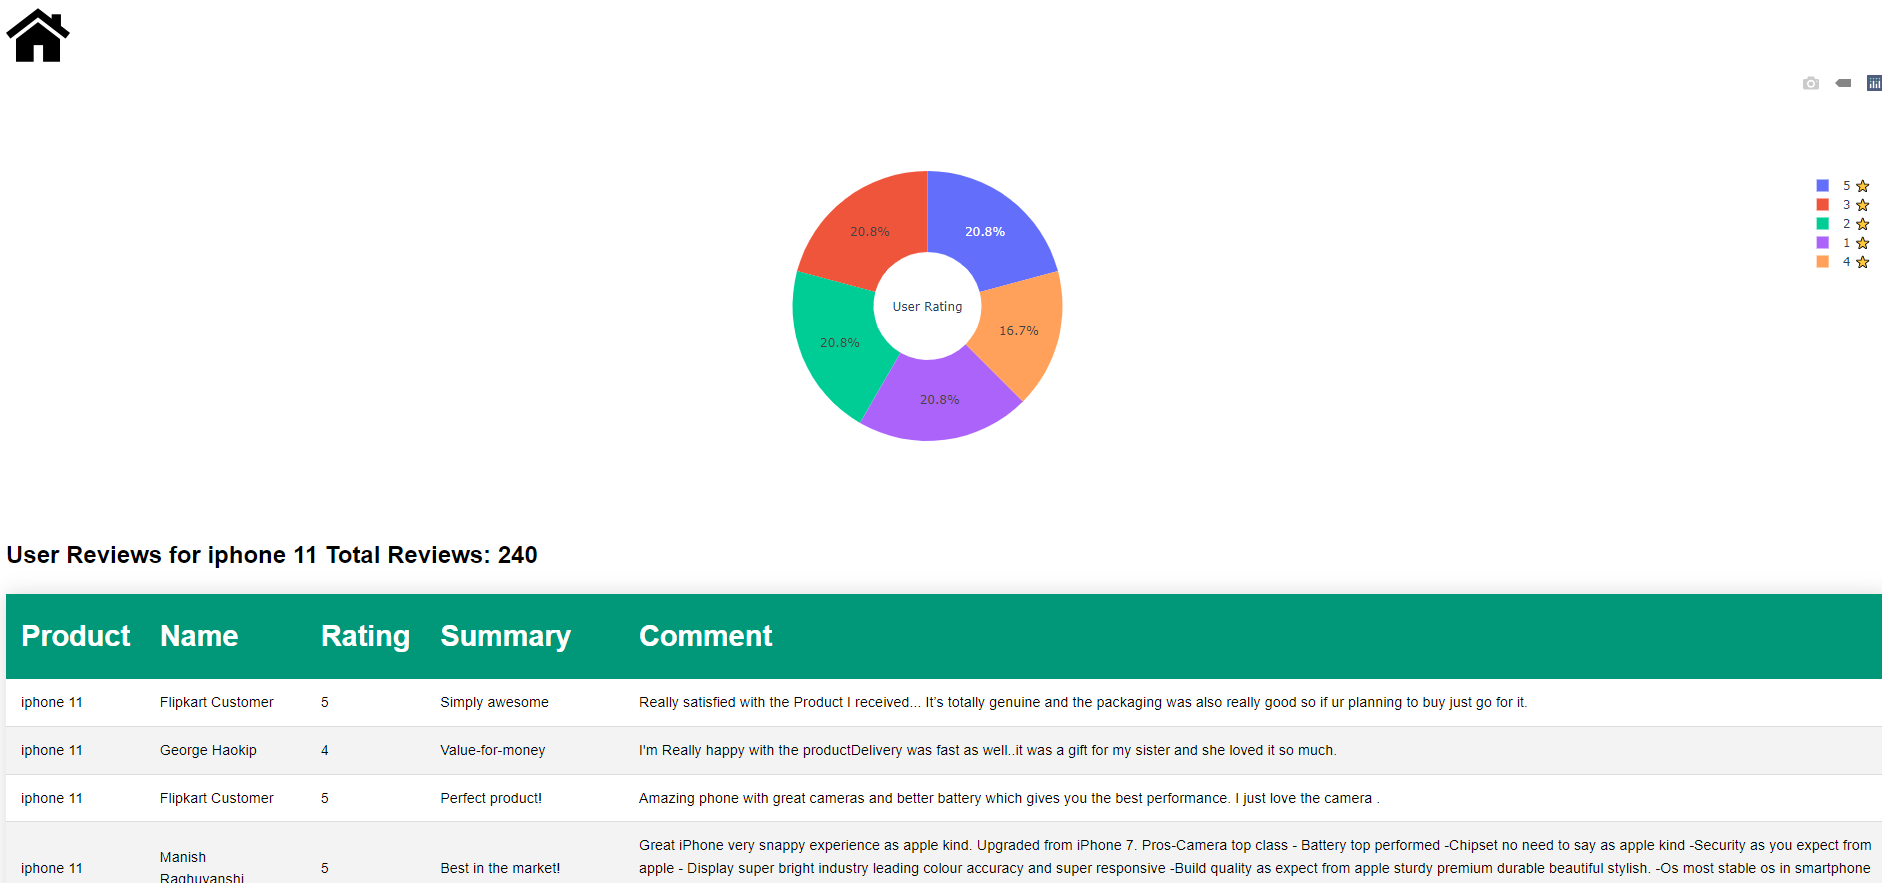 5
3
2
1
4
20.8%
20.8%
User Rating
16.7%
20.8%
20.8%
User Reviews for iphone 11 Total Reviews: 240
Product Name Rating Summary Comment
iphone 11 Flipkart Customer 5 Simply awesome Really satisfied with the Product I received... It’s totally genuine and the packaging was also really good so if ur planning to buy just go for it.
iphone 11 George Haokip 4 Value-for-money I'm Really happy with the productDelivery was fast as well..it was a gift for my sister and she loved it so much.
iphone 11 Flipkart Customer 5 Perfect product! Amazing phone with great cameras and better battery which gives you the best performance. I just love the camera .
iphone 11 Manish Raghuvanshi 5 Best in the market! Great iPhone very snappy experience as apple kind. Upgraded from iPhone 7. Pros-Camera top class - Battery top performed -Chipset no need to say as apple kind -Security as you expect from
apple - Display super bright industry leading colour accuracy and super responsive -Build quality as expect from apple sturdy premium durable beautiful stylish. -Os most stable os in smartphone